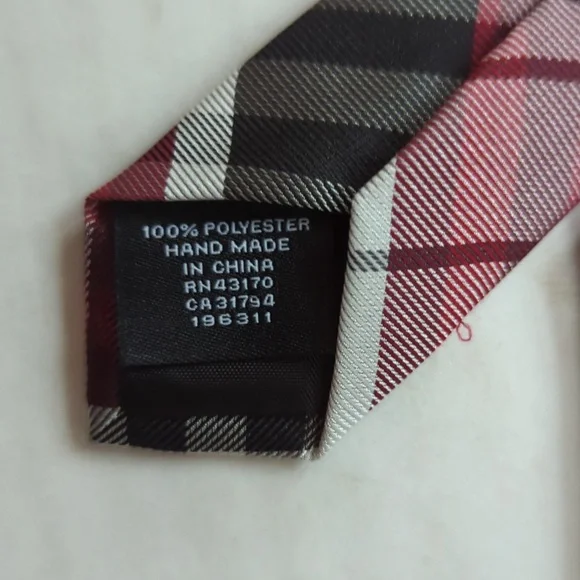 100% POLYESTER
HAND MADE
IN CHINA
RN43170
CA31794
196311